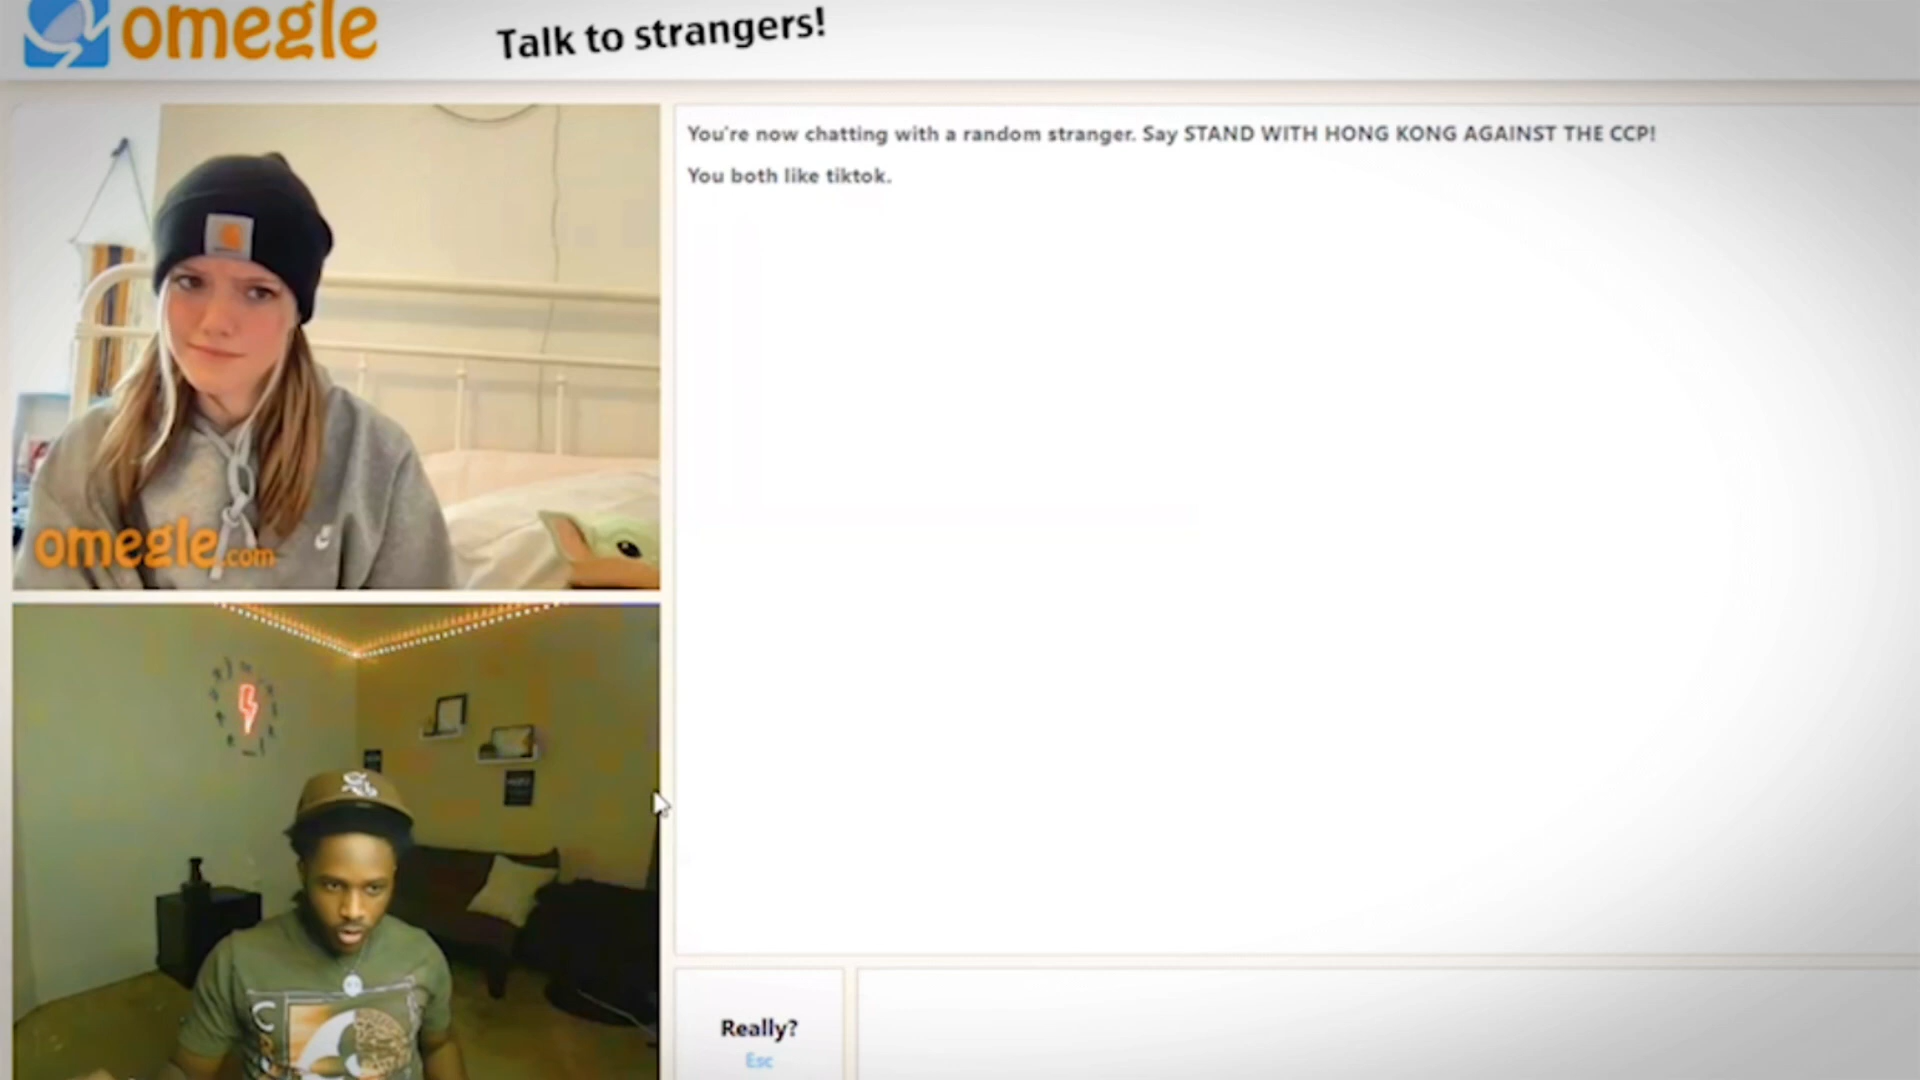 omegle
Talk to strangers!
You're now chatting with a random stranger. Say STAND WITH HONG KONG AGAINST THE CCP!
You both like tiktok.
omegle.com
Really?
Esc